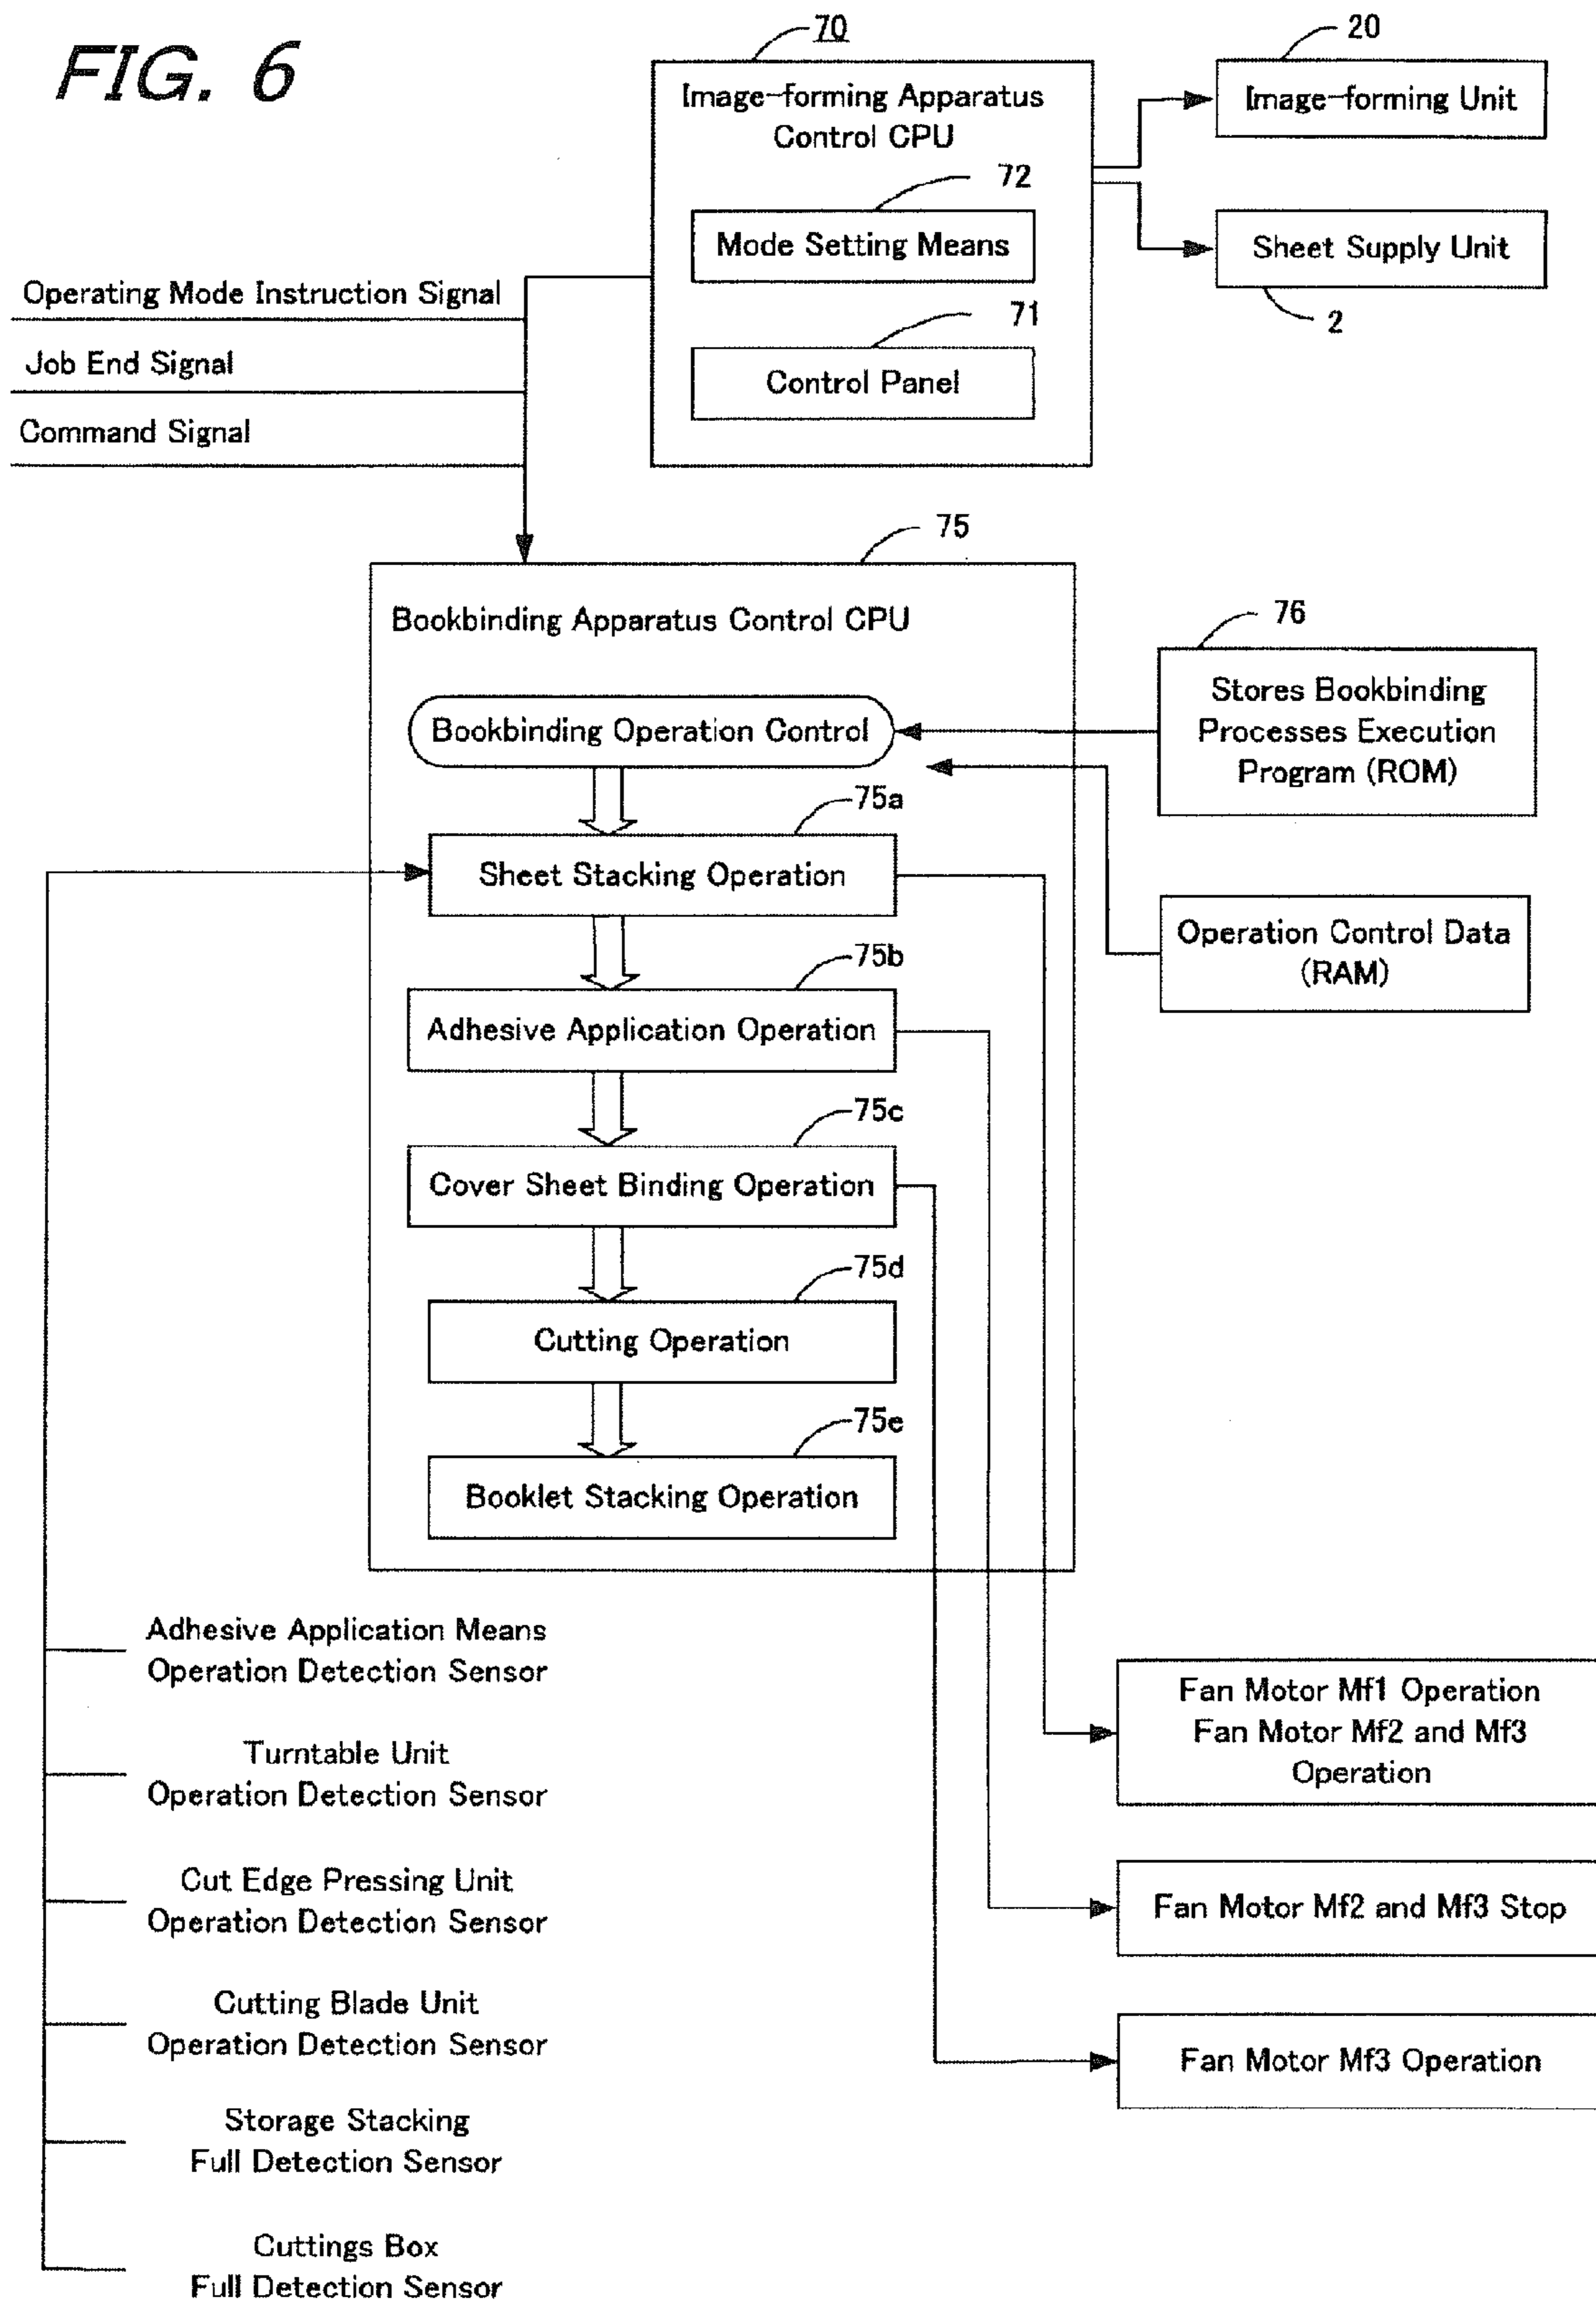 FIG. 6
70
Image-forming Apparatus
Control CPU
72
Mode Setting Means
71
Control Panel
20
Image-forming Unit
Sheet Supply Unit
2
Operating Mode Instruction Signal
Job End Signal
Command Signal
75
Bookbinding Apparatus Control CPU
Bookbinding Operation Control
76
Stores Bookbinding
Processes Execution
Program (ROM)
75a
Sheet Stacking Operation
Operation Control Data
(RAM)
75b
Adhesive Application Operation
75c
Cover Sheet Binding Operation
75d
Cutting Operation
75e
Booklet Stacking Operation
Adhesive Application Means
Operation Detection Sensor
Turntable Unit
Operation Detection Sensor
Cut Edge Pressing Unit
Operation Detection Sensor
Cutting Blade Unit
Operation Detection Sensor
Storage Stacking
Full Detection Sensor
Cuttings Box
Full Detection Sensor
Fan Motor Mf1 Operation
Fan Motor Mf2 and Mf3
Operation
Fan Motor Mf2 and Mf3 Stop
Fan Motor Mf3 Operation